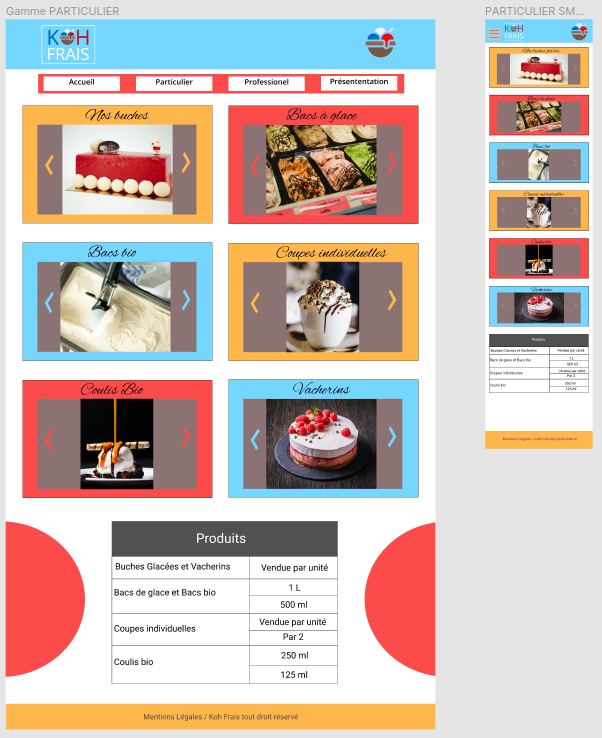 Gamme PARTICULIER
KOH
FRAIS
Accueil
Particulier
Professionel
Présententation
Nos buches
Bacs à glace
Bacs bio
Coupes individuelles
Coulis Bio
Vacherins
Produits
Buches Glacées et Vacherins
Vendue par unité
Bacs de glace et Bacs bio
1 L
500 ml
Coupes individuelles
Vendue par unité
Par 2
Coulis bio
250 ml
125 ml
Mentions Légales / Koh Frais tout droit réservé
PARTICULIER SM...
KOH
FRAIS
Nos buches glacées
Bacs de glace
Bacs bio
Coupes individuelles
Coulis bio
Vacherins
Produits
Buches Glacées et Vacherins
Vendue par unité
Bacs de glace et Bacs bio
1 L
500 ml
Coupes individuelles
Vendue par unité
Par 2
Coulis bio
250 ml
125 ml
Mentions Légales / Koh Frais tout droit réservé